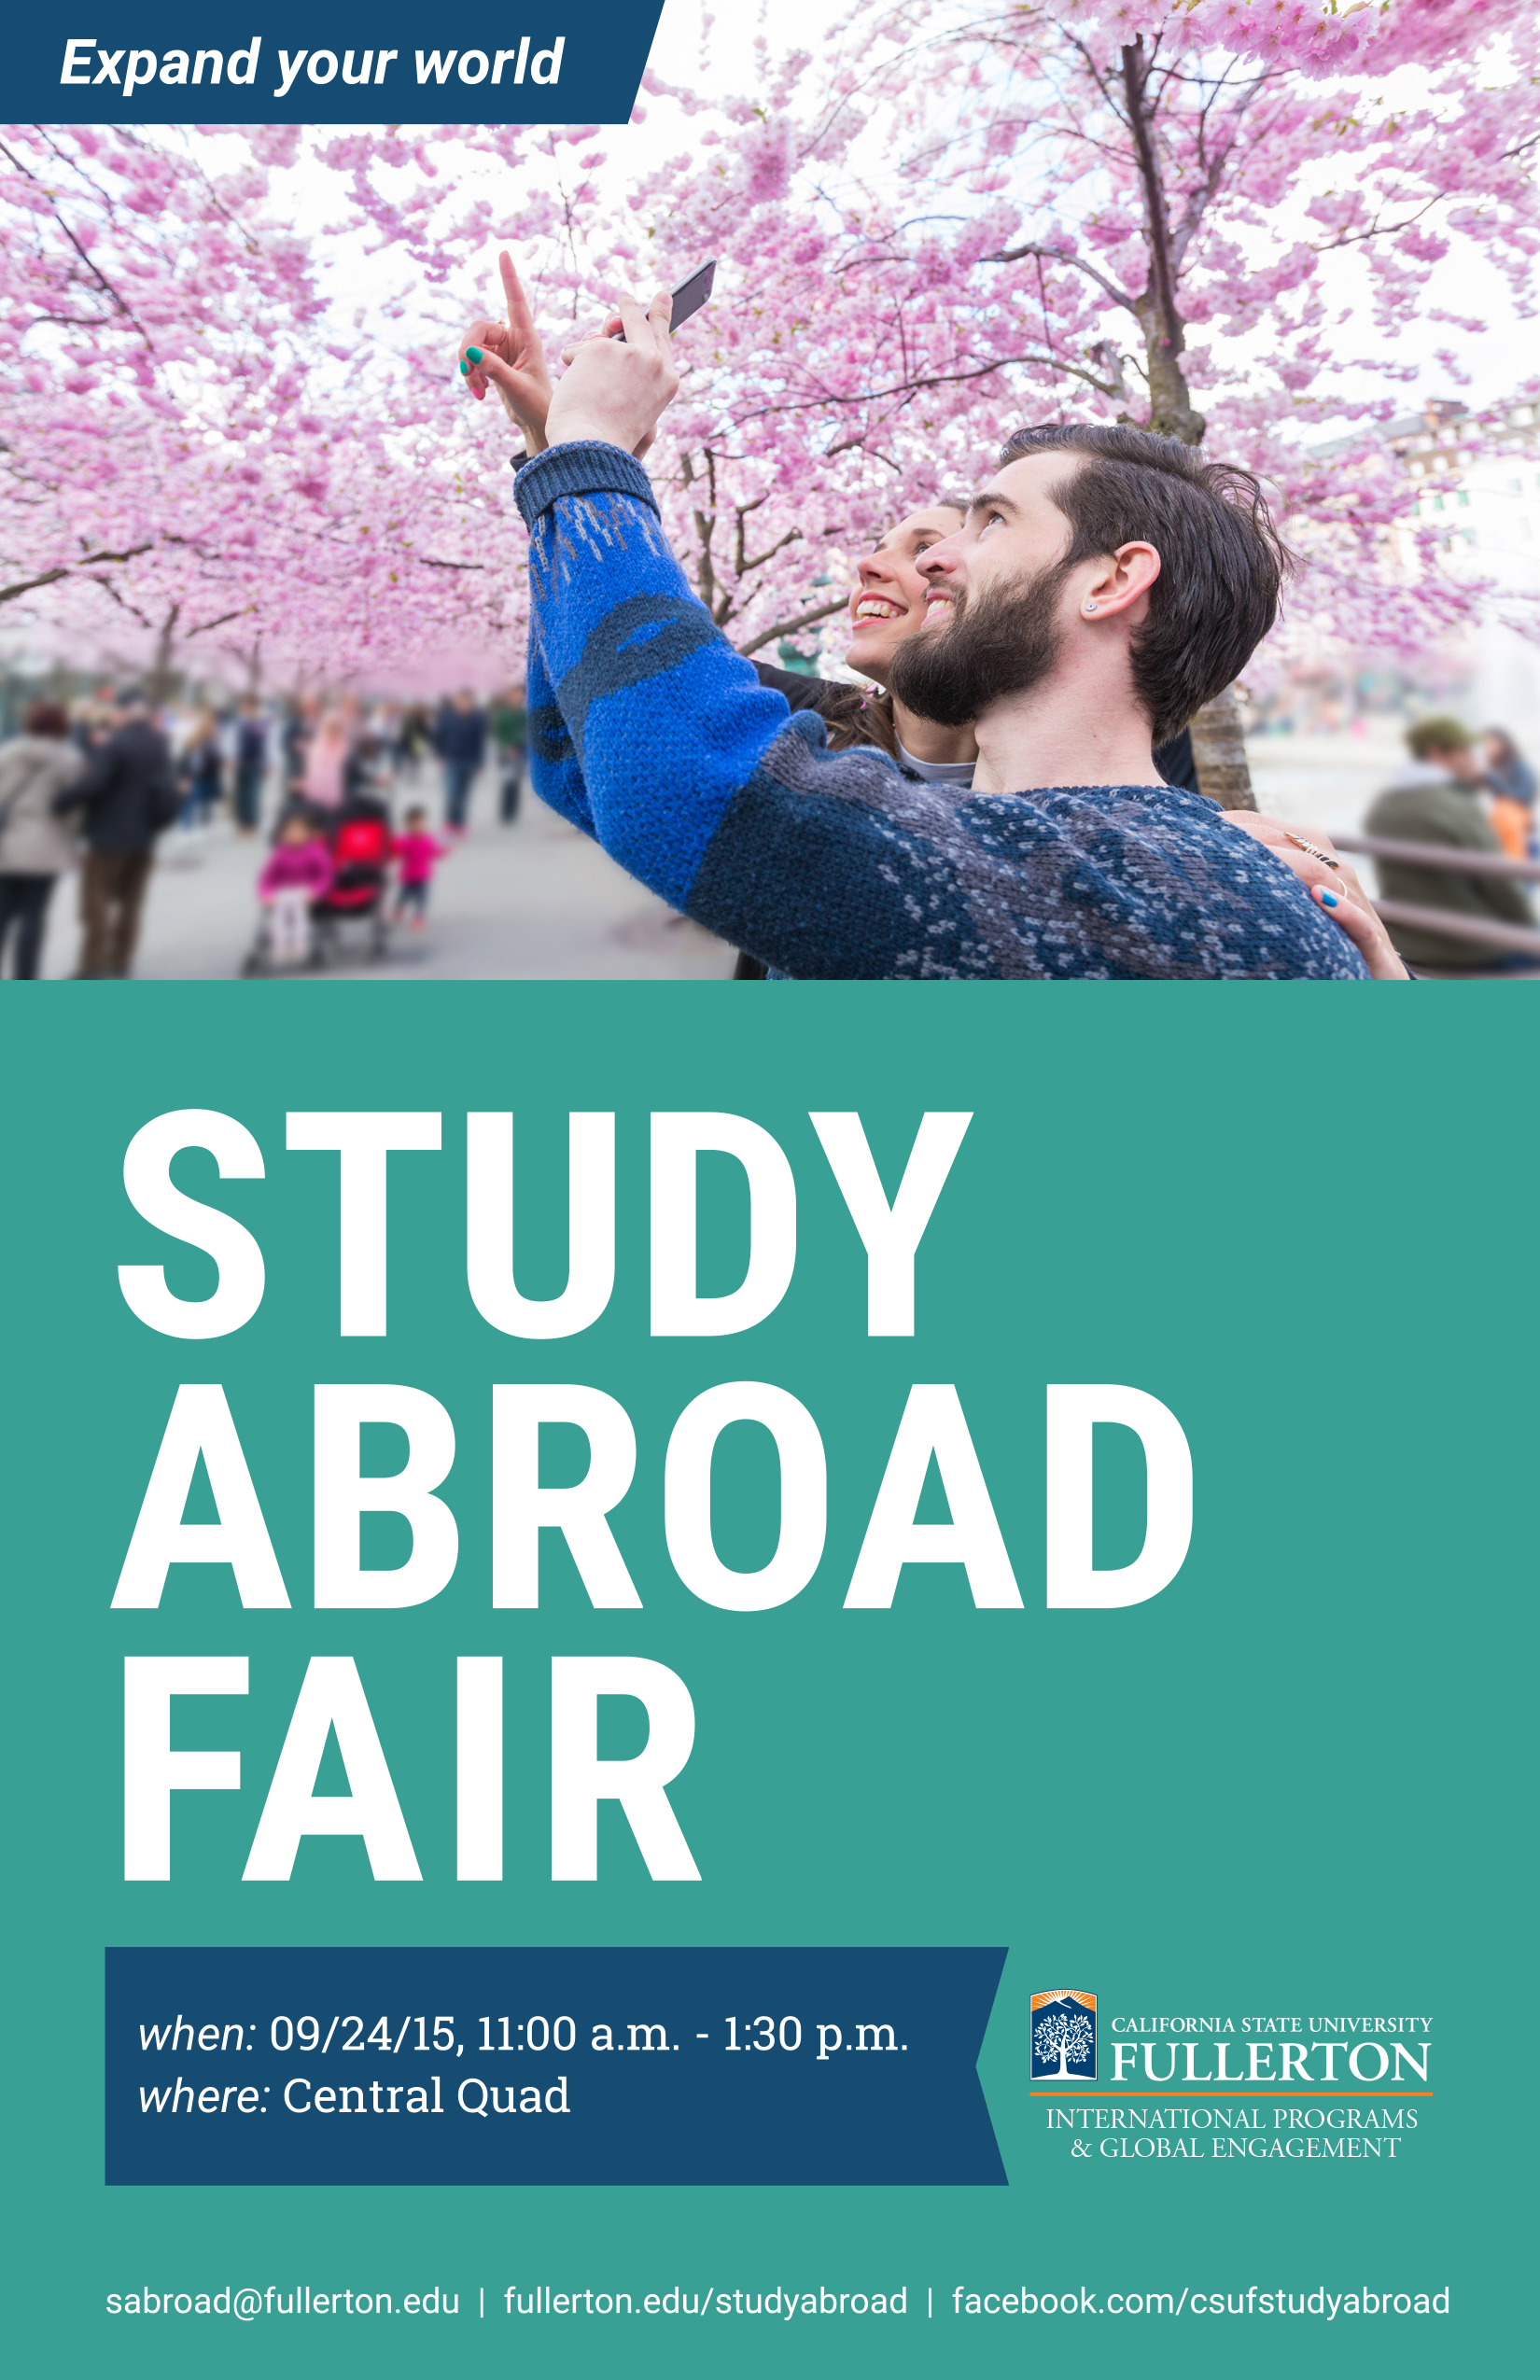 Expand your world
STUDY
ABROAD
FAIR
when: 09/24/15, 11:00 a.m. - 1:30 p.m.
where: Central Quad
CALIFORNIA STATE UNIVERSITY
FULLERTON
INTERNATIONAL PROGRAMS
& GLOBAL ENGAGEMENT
sabroad@fullerton.edu | fullerton.edu/studyabroad | facebook.com/csufstudyabroad